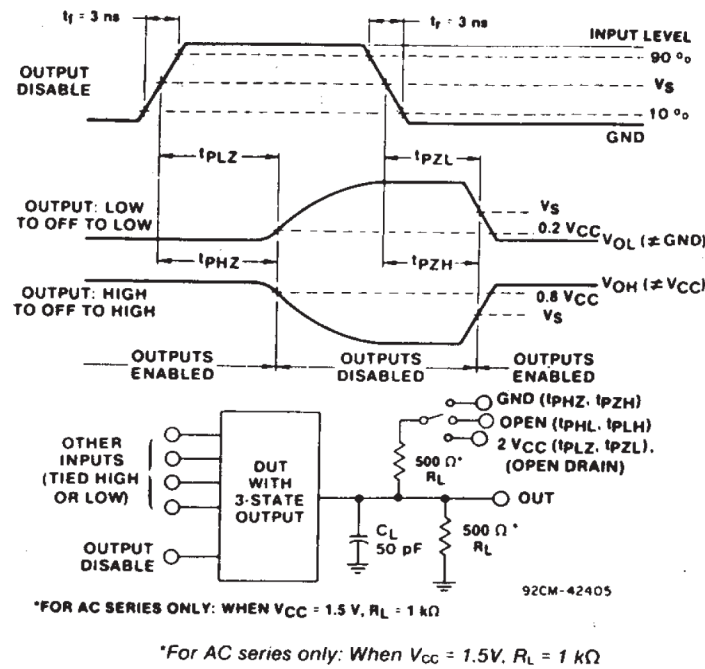 tf = 3 ns
tr = 3 ns
INPUT LEVEL
90 %
OUTPUT
DISABLE
VS
10 %
GND
tPLZ
tPZL
OUTPUT: LOW
TO OFF TO LOW
VS
0.2 VCC
VOL (≠ GND)
tPHZ
tPZH
OUTPUT: HIGH
TO OFF TO HIGH
VOH (≠ VCC)
0.8 VCC
VS
OUTPUTS
ENABLED
OUTPUTS
DISABLED
OUTPUTS
ENABLED
GND (tPHZ, tPZH)
OPEN (tPHL, tPLH)
2 VCC (tPLZ, tPZL),
(OPEN DRAIN)
OTHER
INPUTS
(TIED HIGH
OR LOW)
DUT
WITH
3-STATE
OUTPUT
500 Ω*
RL
OUT
OUTPUT
DISABLE
CL
50 pF
500 Ω*
RL
92CM-42405
*FOR AC SERIES ONLY: WHEN VCC = 1.5 V, RL = 1 kΩ
*For AC series only: When VCC = 1.5V, RL = 1 kΩ